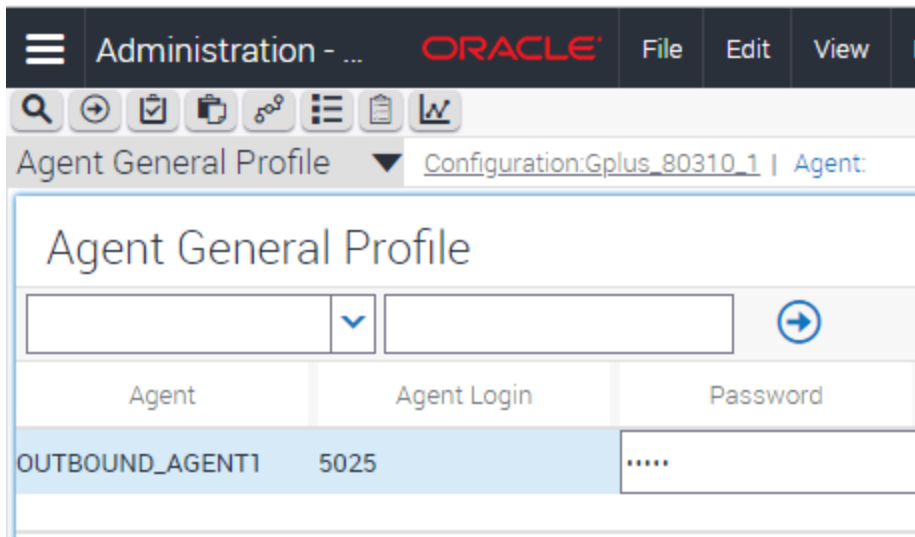 Administration - ... ORACLE File Edit View
Agent General Profile Configuration:Gplus_80310_1 | Agent:
Agent General Profile
Agent Agent Login Password
OUTBOUND_AGENT1 5025 •••••